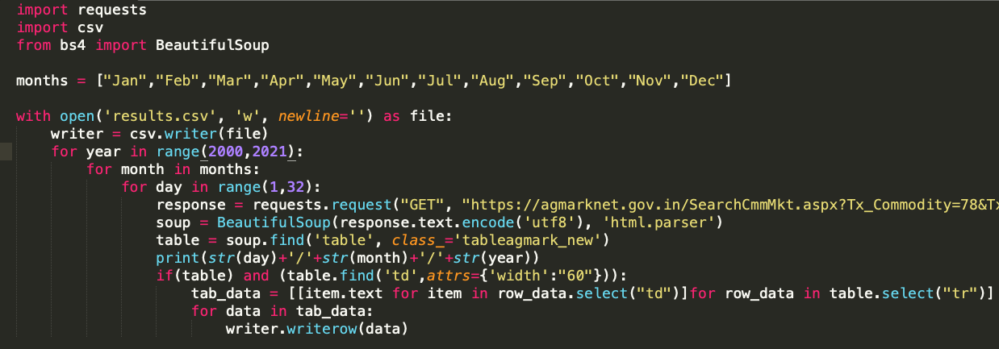 import requests
import csv
from bs4 import BeautifulSoup
months = ["Jan","Feb","Mar","Apr","May","Jun","Jul","Aug","Sep","Oct","Nov","Dec"]
with open('results.csv', 'w', newline='') as file:
    writer = csv.writer(file)
    for year in range(2000,2021):
        for month in months:
            for day in range(1,32):
                response = requests.request("GET", "https://agmarknet.gov.in/SearchCmmMkt.aspx?Tx_Commodity=78&Tx
                soup = BeautifulSoup(response.text.encode('utf8'), 'html.parser')
                table = soup.find('table', class_='tableagmark_new')
                print(str(day)+'/'+str(month)+'/'+str(year))
                if(table) and (table.find('td',attrs={'width':"60"})):
                    tab_data = [[item.text for item in row_data.select("td")]for row_data in table.select("tr")]
                    for data in tab_data:
                        writer.writerow(data)